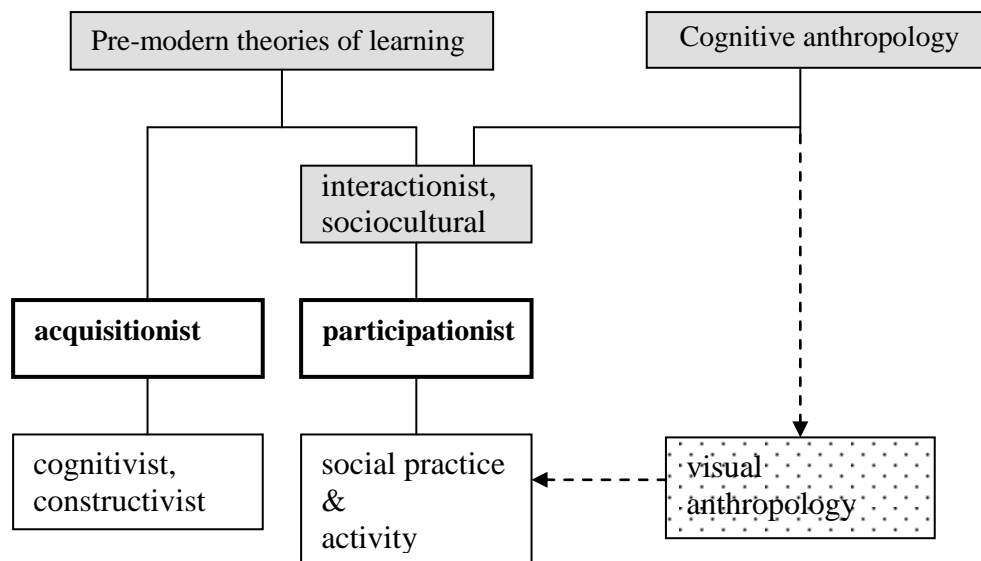 Pre-modern theories of learning
Cognitive anthropology
interactionist,
sociocultural
acquisitionist
participationist
cognitivist,
constructivist
social practice
&
activity
visual
anthropology